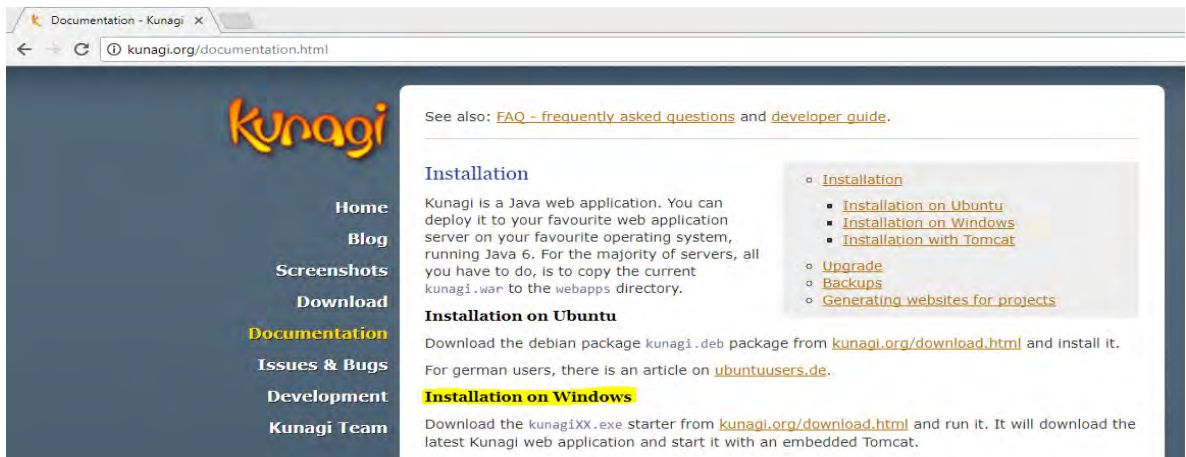 Documentation - Kunagi
kunagi.org/documentation.html
kunagi
Home
Blog
Screenshots
Download
Documentation
Issues & Bugs
Development
Kunagi Team
See also: FAQ - frequently asked questions and developer guide.
Installation
Kunagi is a Java web application. You can
deploy it to your favourite web application
server on your favourite operating system,
running Java 6. For the majority of servers, all
you have to do, is to copy the current
kunagi.war to the webapps directory.
Installation
Installation on Ubuntu
Installation on Windows
Installation with Tomcat
Upgrade
Backups
Generating websites for projects
Installation on Ubuntu
Download the debian package kunagi.deb package from kunagi.org/download.html and install it.
For german users, there is an article on ubuntuusers.de.
Installation on Windows
Download the kunagiXX.exe starter from kunagi.org/download.html and run it. It will download the
latest Kunagi web application and start it with an embedded Tomcat.